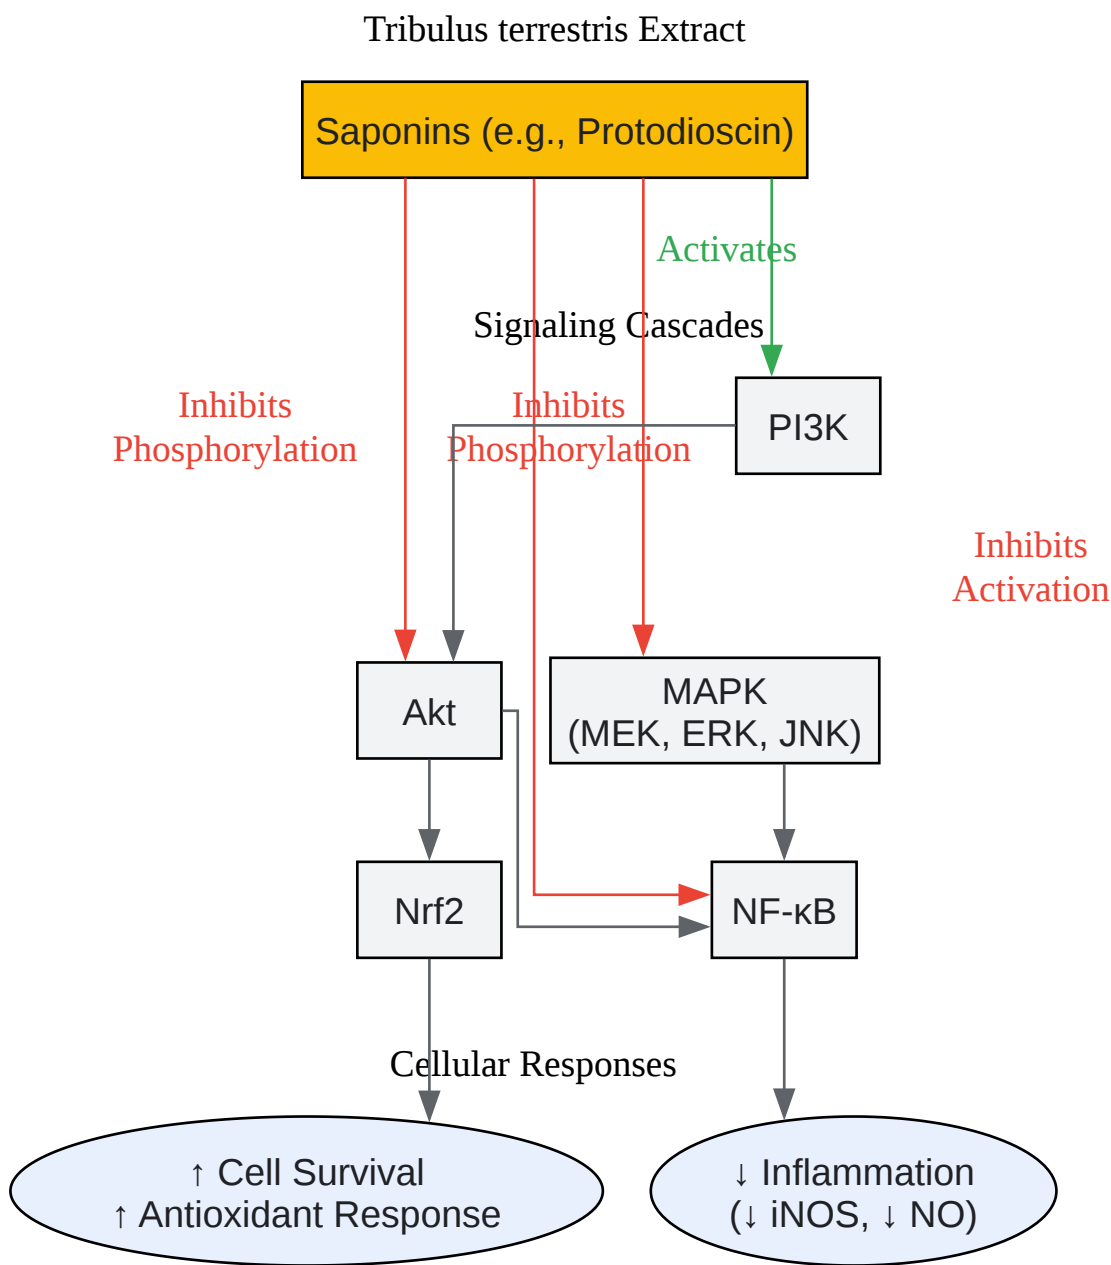 Tribulus terrestris Extract
Saponins (e.g., Protodioscin)
Activates
Signaling Cascades
Inhibits
Phosphorylation
Inhibits
Phosphorylation
PI3K
Inhibits
Activation
Akt
MAPK
(MEK, ERK, JNK)
Nrf2
NF-κB
Cellular Responses
↑ Cell Survival
↑ Antioxidant Response
↓ Inflammation
(↓ iNOS, ↓ NO)